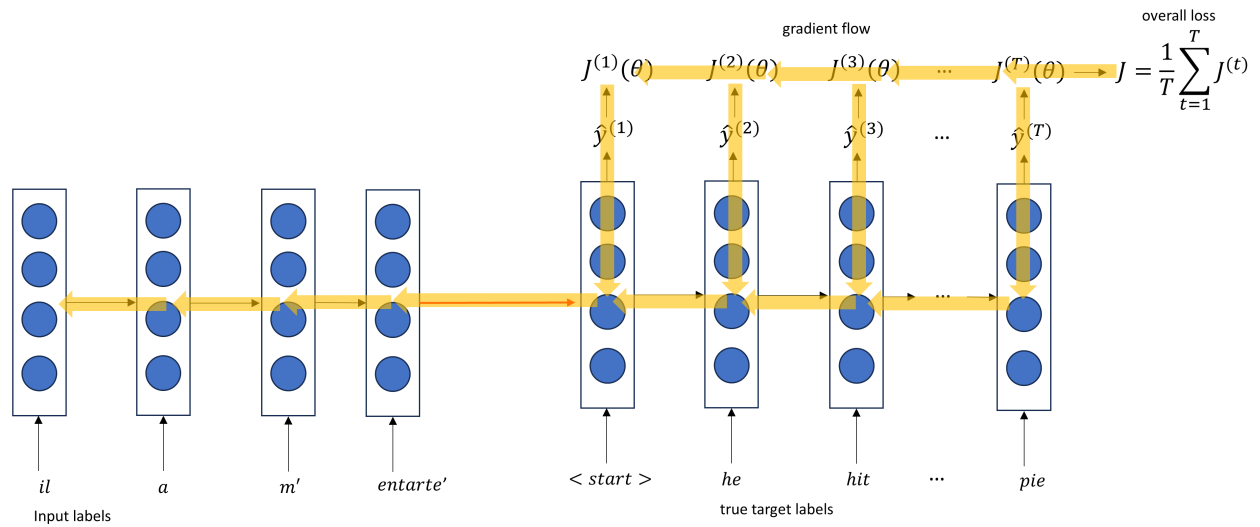 overall loss
gradient flow
J^{(1)}(θ) J^{(2)}(θ) J^{(3)}(θ) ... J^{(T)}(θ) J = \frac{1}{T} \sum_{t=1}^{T} J^{(t)}
ŷ^{(1)} ŷ^{(2)} ŷ^{(3)} ... ŷ^{(T)}
...
il a m' entarte' < start > he hit ... pie
Input labels true target labels